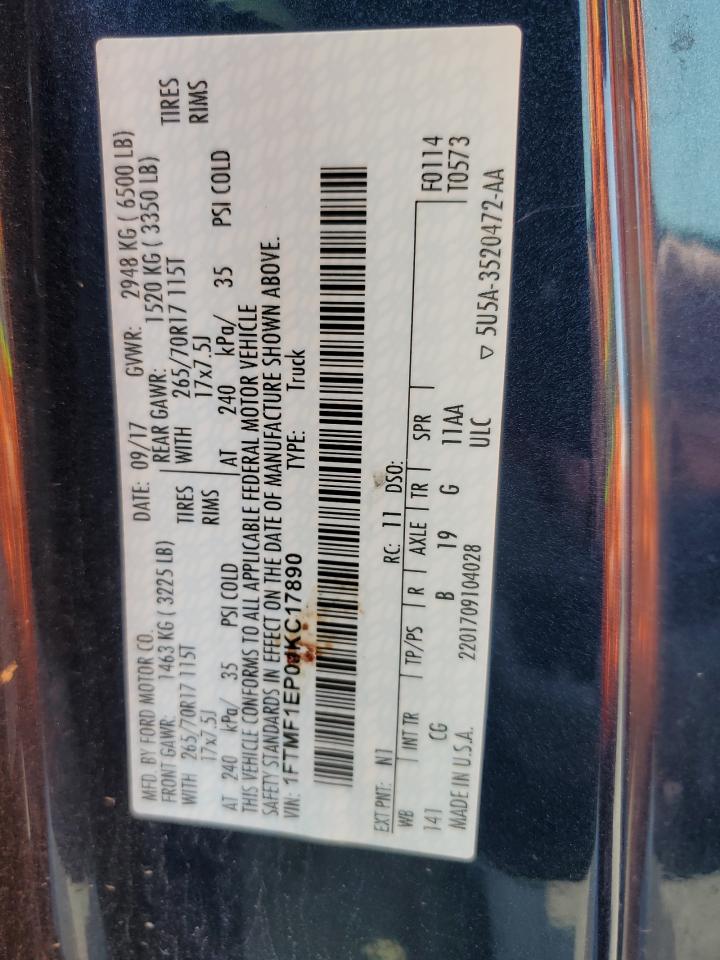 MFD. BY FORD MOTOR CO. DATE: 09/17 GVWR: 2948 KG ( 6500 LB)
FRONT GAWR: 1463 KG ( 3225 LB) REAR GAWR: 1520 KG ( 3350 LB)
WITH 265/70R17 115T TIRES WITH 265/70R17 115T TIRES
17x7.5J RIMS 17x7.5J RIMS
AT 240 kPa/ 35 PSI COLD AT 240 kPa/ 35 PSI COLD
THIS VEHICLE CONFORMS TO ALL APPLICABLE FEDERAL MOTOR VEHICLE
SAFETY STANDARDS IN EFFECT ON THE DATE OF MANUFACTURE SHOWN ABOVE.
VIN: 1FTMF1EP0JKC17890 TYPE: Truck
EXT PNT: N1 RC: 11 DSO:
WB INT TR TP/PS R AXLE TR SPR F0114
141 CG B 19 G 11AA T0573
MADE IN U.S.A. 2201709104028 ULC ▽ 5U5A-3520472-AA